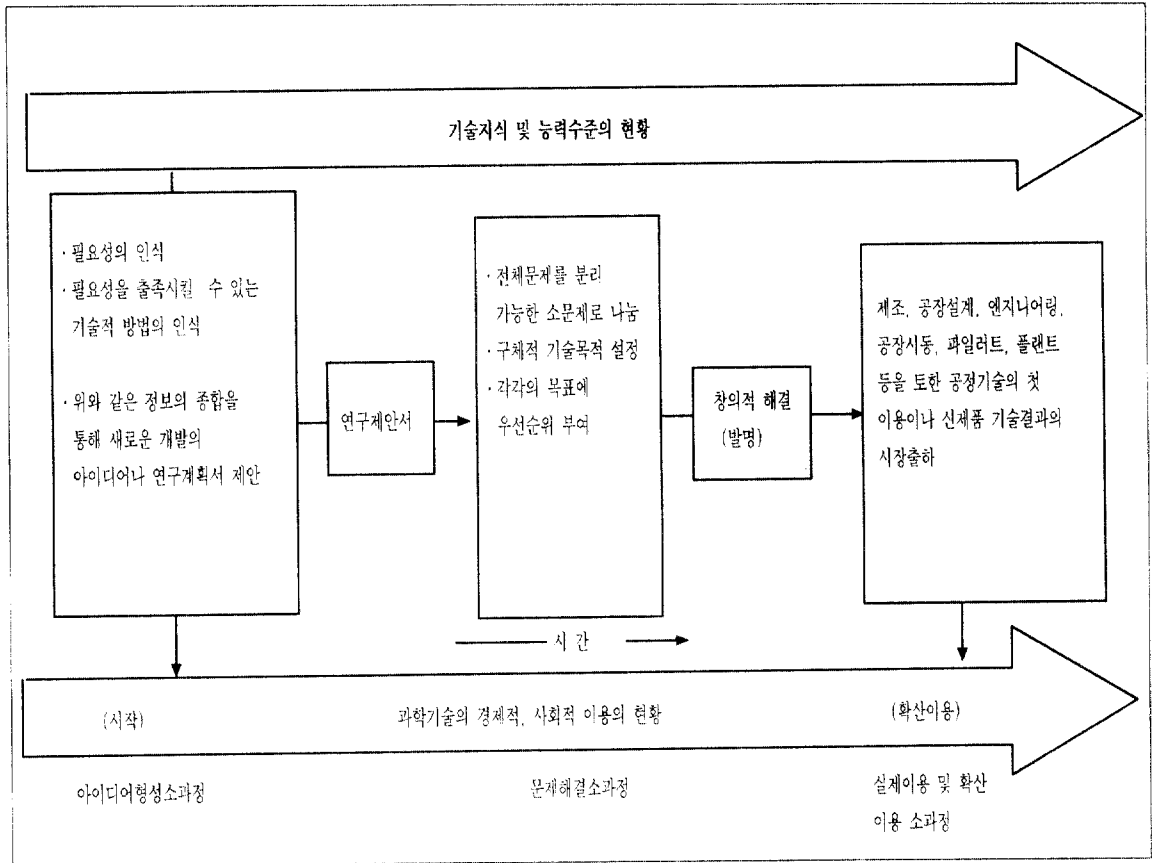 기술지식 및 능력수준의 현황
· 필요성의 인식
· 필요성을 출족시킬 수 있는
기술적 방법의 인식
· 위와 같은 정보의 종합을
통해 새로운 개발의
아이디어나 연구계획서 제안
연구제안서
· 전체문제를 분리
가능한 소문제로 나눔
· 구체적 기술목적 설정
· 각각의 목표에
우선순위 부여
창의적 해결
(발명)
제조, 공장설계, 엔지니어링,
공장시동, 파일러트, 플랜트
등을 토한 공정기술의 첫
이용이나 신제품 기술결과의
시장출하
시 간
(시작)
과학기술의 경제적, 사회적 이용의 현황
(확산이용)
아이디어형성소과정
문제해결소과정
실제이용 및 확산
이용 소과정